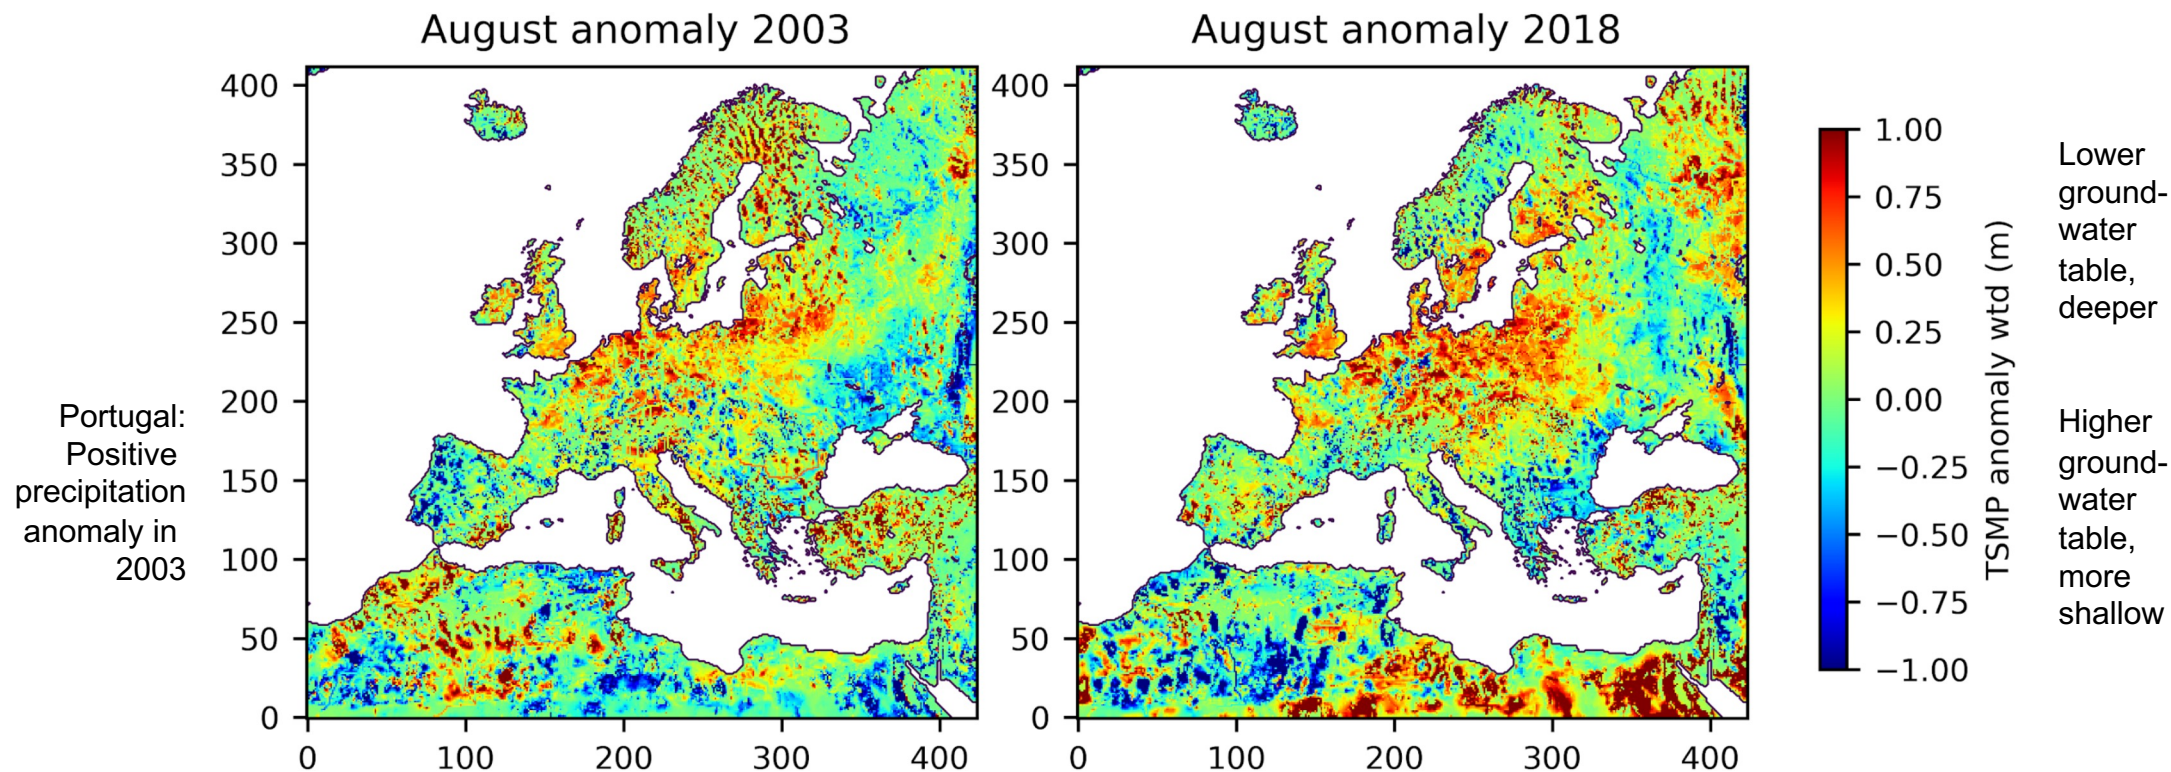 August anomaly 2003
August anomaly 2018
400
350
300
250
200
150
100
50
0
0
100
200
300
400
400
350
300
250
200
150
100
50
0
0
100
200
300
400
1.00
0.75
0.50
0.25
0.00
−0.25
−0.50
−0.75
−1.00
TSMP anomaly wtd (m)
Portugal:
Positive
precipitation
anomaly in
2003
Lower
ground-
water
table,
deeper
Higher
ground-
water
table,
more
shallow